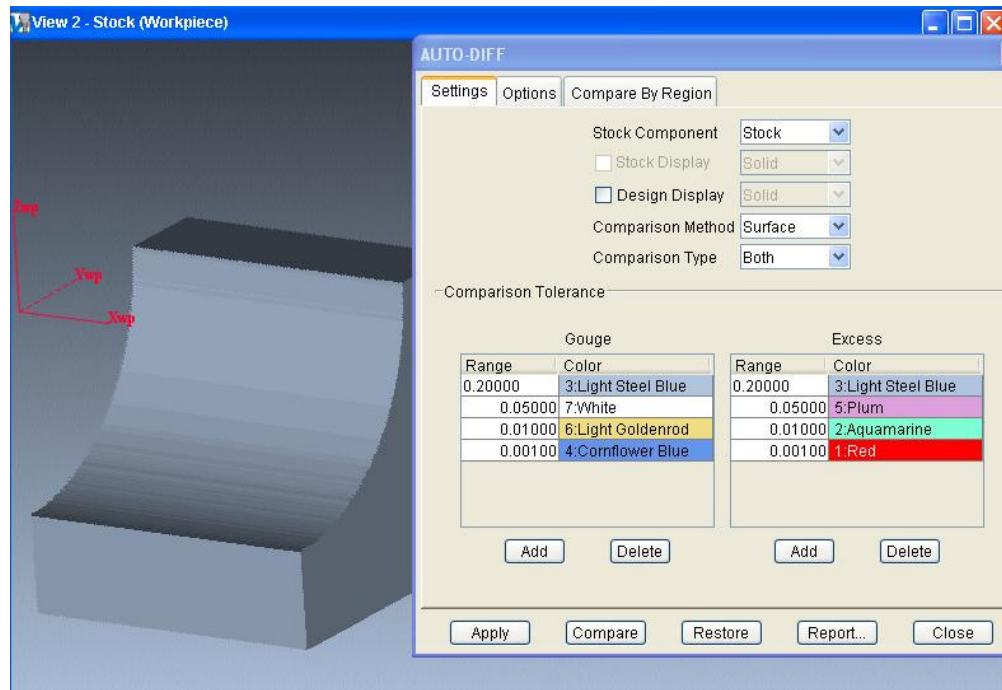 View 2 - Stock (Workpiece)
AUTO-DIFF
Settings Options Compare By Region
Stock Component Stock
Stock Display Solid
Design Display Solid
Comparison Method Surface
Comparison Type Both
Comparison Tolerance
Gouge Excess
Range Color Range Color
0.20000 3:Light Steel Blue 0.20000 3:Light Steel Blue
0.05000 7:White 0.05000 5:Plum
0.01000 6:Light Goldenrod 0.01000 2:Aquamarine
0.00100 4:Cornflower Blue 0.00100 1:Red
Add Delete Add Delete
Apply Compare Restore Report... Close
Zwp
Ywp
Xwp